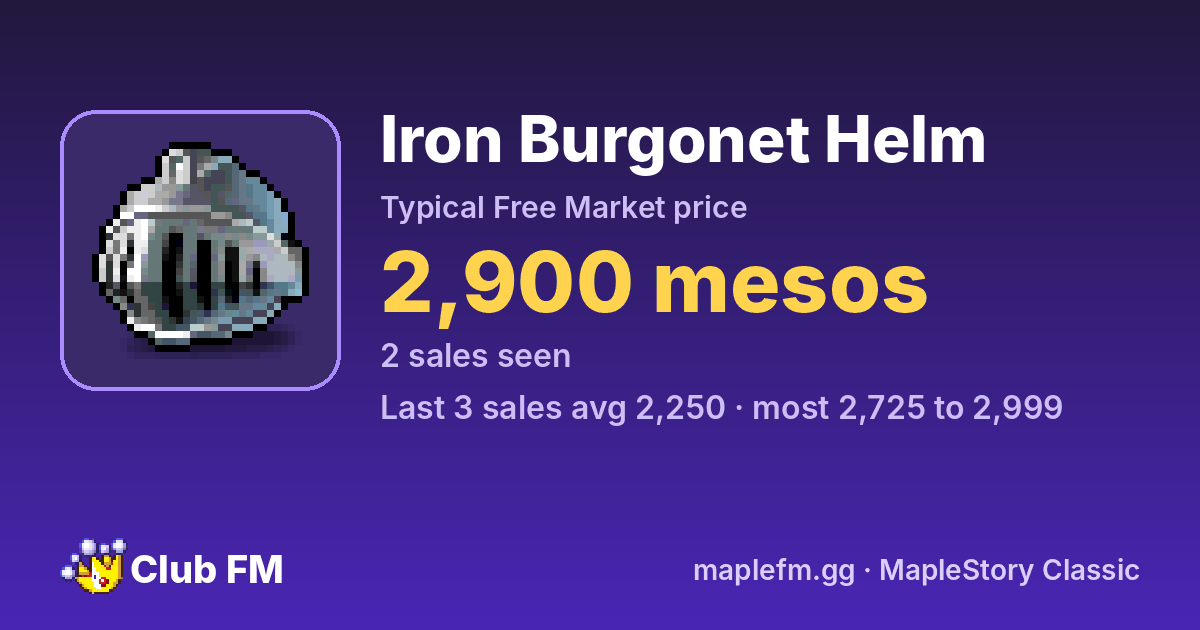 Iron Burgonet Helm
Typical Free Market price
2,900 mesos
2 sales seen
Last 3 sales avg 2,250 · most 2,725 to 2,999
Club FM
maplefm.gg · MapleStory Classic